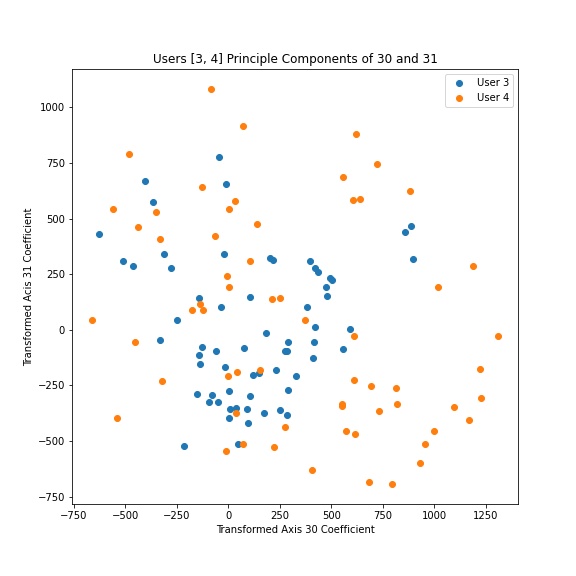 Users [3, 4] Principle Components of 30 and 31
User 3
User 4
1000
750
500
250
0
−250
−500
−750
Transformed Acis 31 Coefficient
−750 −500 −250 0 250 500 750 1000 1250
Transformed Axis 30 Coefficient